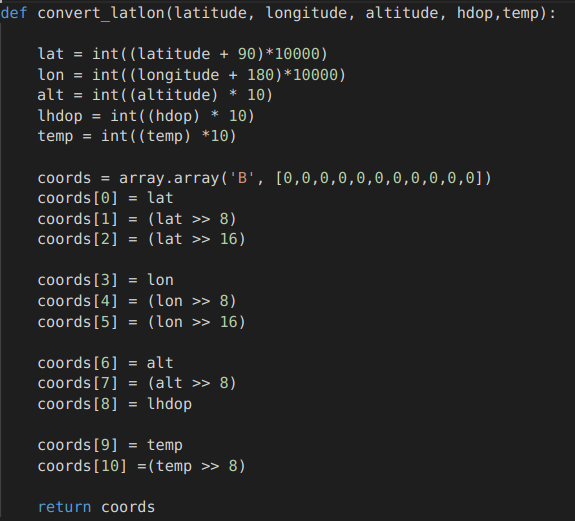 def convert_latlon(latitude, longitude, altitude, hdop,temp):
    lat = int((latitude + 90)*10000)
    lon = int((longitude + 180)*10000)
    alt = int((altitude) * 10)
    lhdop = int((hdop) * 10)
    temp = int((temp) *10)
    coords = array.array('B', [0,0,0,0,0,0,0,0,0,0,0])
    coords[0] = lat
    coords[1] = (lat >> 8)
    coords[2] = (lat >> 16)
    coords[3] = lon
    coords[4] = (lon >> 8)
    coords[5] = (lon >> 16)
    coords[6] = alt
    coords[7] = (alt >> 8)
    coords[8] = lhdop
    coords[9] = temp
    coords[10] =(temp >> 8)
    return coords